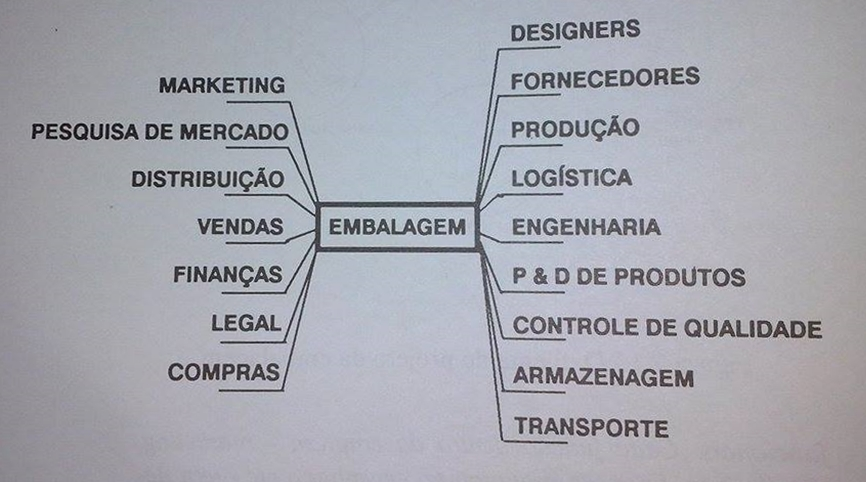 MARKETING
PESQUISA DE MERCADO
DISTRIBUIÇÃO
VENDAS
FINANÇAS
LEGAL
COMPRAS
EMBALAGEM
DESIGNERS
FORNECEDORES
PRODUÇÃO
LOGÍSTICA
ENGENHARIA
P & D DE PRODUTOS
CONTROLE DE QUALIDADE
ARMAZENAGEM
TRANSPORTE